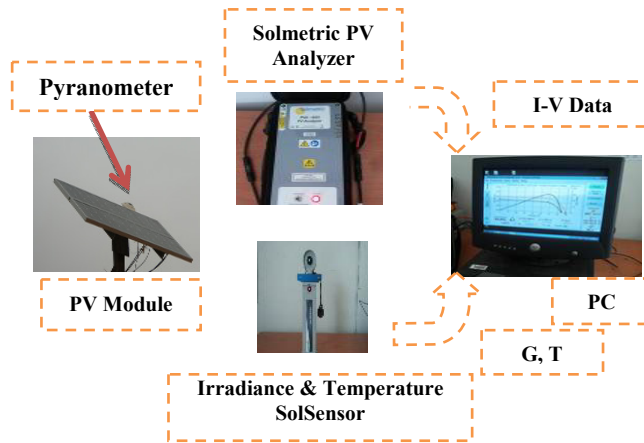 Solmetric PV
Analyzer
Pyranometer
I-V Data
PV Module
PC
G, T
Irradiance & Temperature
SolSensor